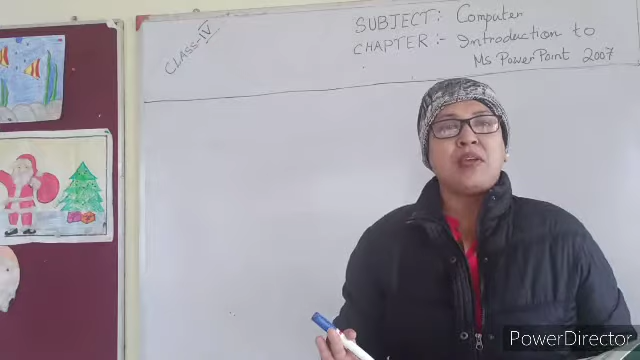 CLASS IV
SUBJECT:- Computer
CHAPTER:- Introduction to
Ms PowerPoint 2007
PowerDirector